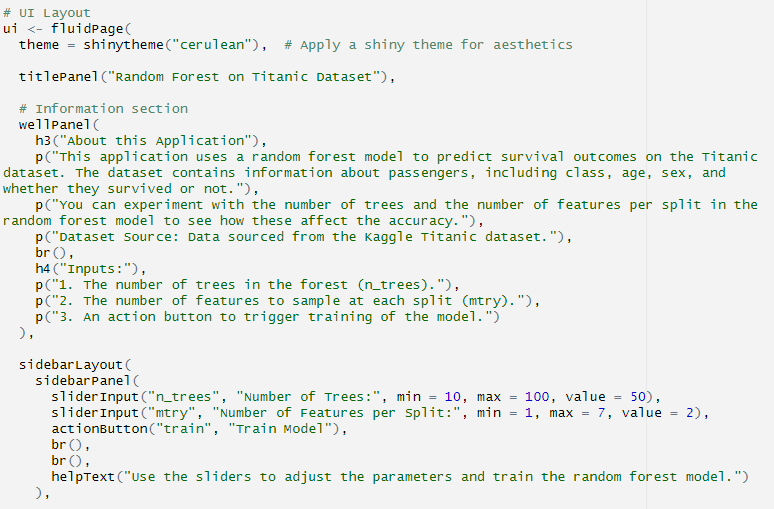 # UI Layout
ui <- fluidPage(
  theme = shinytheme("cerulean"),  # Apply a shiny theme for aesthetics

  titlePanel("Random Forest on Titanic Dataset"),

  # Information section
  wellPanel(
    h3("About this Application"),
    p("This application uses a random forest model to predict survival outcomes on the Titanic
dataset. The dataset contains information about passengers, including class, age, sex, and
whether they survived or not."),
    p("You can experiment with the number of trees and the number of features per split in the
random forest model to see how these affect the accuracy."),
    p("Dataset Source: Data sourced from the Kaggle Titanic dataset."),
    br(),
    h4("Inputs:"),
    p("1. The number of trees in the forest (n_trees)."),
    p("2. The number of features to sample at each split (mtry)."),
    p("3. An action button to trigger training of the model.")
  ),

  sidebarLayout(
    sidebarPanel(
      sliderInput("n_trees", "Number of Trees:", min = 10, max = 100, value = 50),
      sliderInput("mtry", "Number of Features per Split:", min = 1, max = 7, value = 2),
      actionButton("train", "Train Model"),
      br(),
      br(),
      helpText("Use the sliders to adjust the parameters and train the random forest model.")
    ),